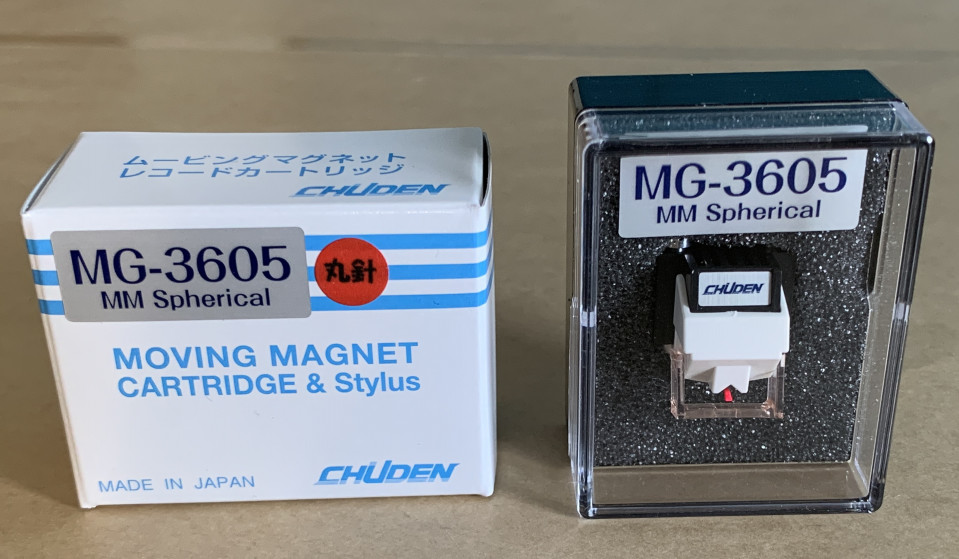 ムービングマグネット
レコードカートリッジ
CHUDEN
MG-3605
MM Spherical
丸針
MOVING MAGNET
CARTRIDGE & Stylus
MADE IN JAPAN
CHUDEN
MG-3605
MM Spherical
CHUDEN